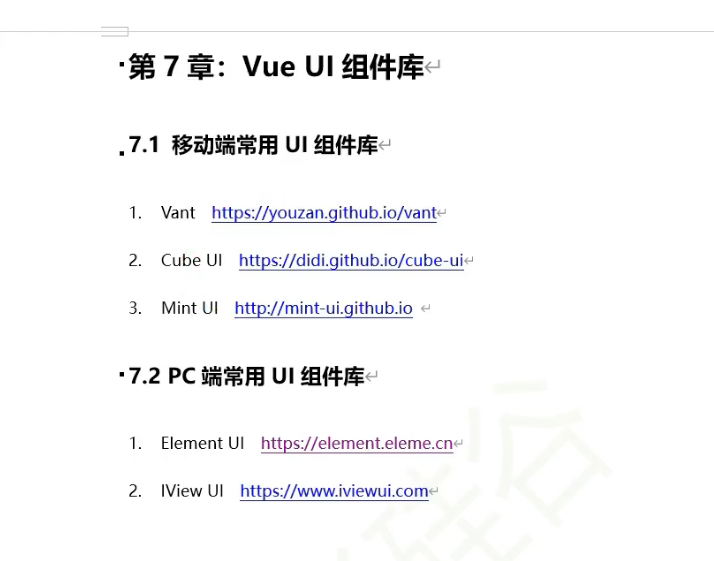 第 7 章：Vue UI 组件库
7.1 移动端常用 UI 组件库
1. Vant https://youzan.github.io/vant
2. Cube UI https://didi.github.io/cube-ui
3. Mint UI http://mint-ui.github.io
7.2 PC 端常用 UI 组件库
1. Element UI https://element.eleme.cn
2. IView UI https://www.iviewui.com
硅谷